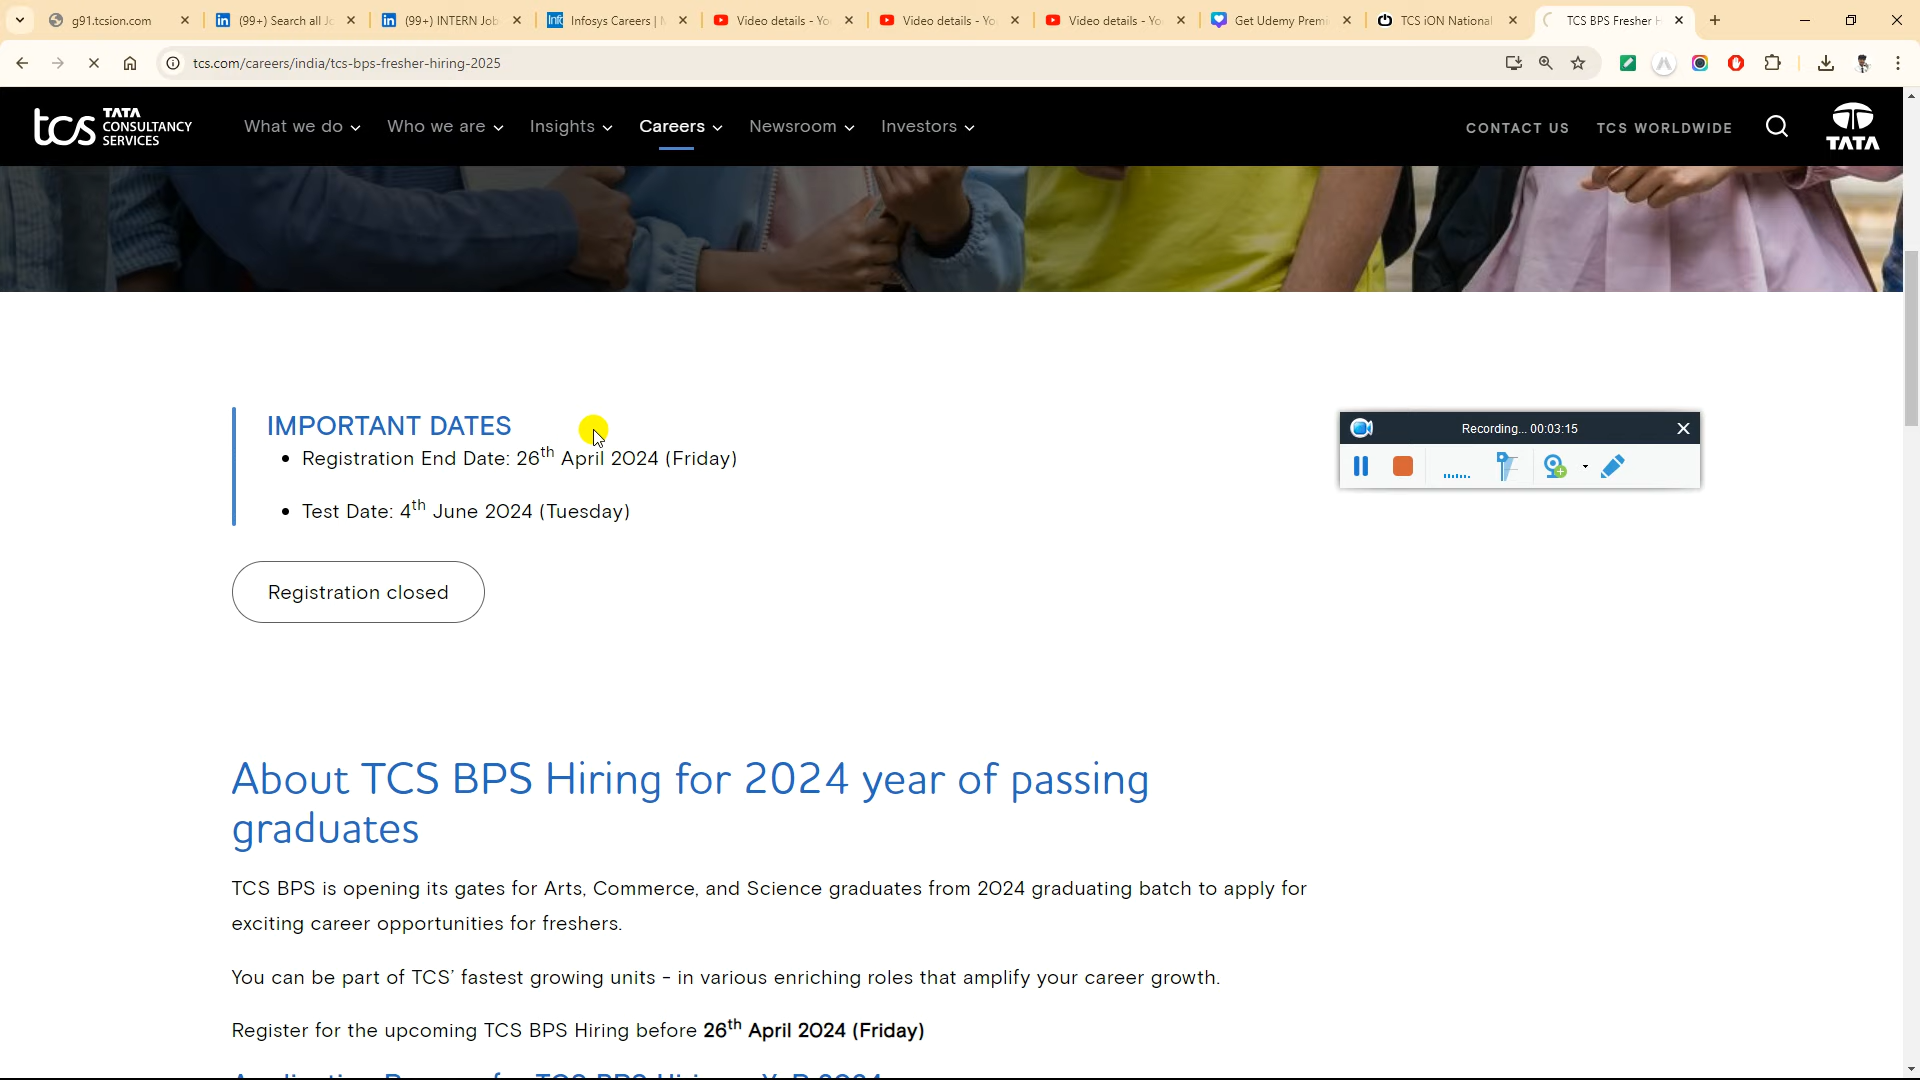 g91.tcsion.com
(99+) Search all Jo
(99+) INTERN Job
Infosys Careers |
Video details - Yo
Video details - Yo
Video details - Yo
Get Udemy Premi
TCS iON National
TCS BPS Fresher H
tcs.com/careers/india/tcs-bps-fresher-hiring-2025
tcs TATA CONSULTANCY SERVICES
What we do
Who we are
Insights
Careers
Newsroom
Investors
CONTACT US
TCS WORLDWIDE
TATA
IMPORTANT DATES
• Registration End Date: 26th April 2024 (Friday)
• Test Date: 4th June 2024 (Tuesday)
Registration closed
Recording... 00:03:15
About TCS BPS Hiring for 2024 year of passing
graduates
TCS BPS is opening its gates for Arts, Commerce, and Science graduates from 2024 graduating batch to apply for
exciting career opportunities for freshers.
You can be part of TCS’ fastest growing units – in various enriching roles that amplify your career growth.
Register for the upcoming TCS BPS Hiring before 26th April 2024 (Friday)